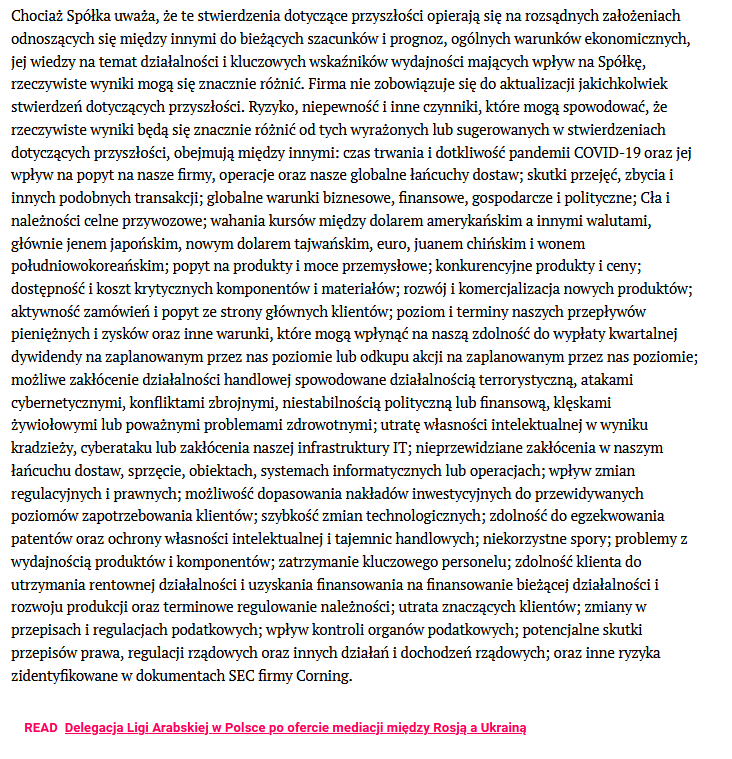 Chociaż Spółka uważa, że te stwierdzenia dotyczące przyszłości opierają się na rozsądnych założeniach
odnoszących się między innymi do bieżących szacunków i prognoz, ogólnych warunków ekonomicznych,
jej wiedzy na temat działalności i kluczowych wskaźników wydajności mających wpływ na Spółkę,
rzeczywiste wyniki mogą się znacznie różnić. Firma nie zobowiązuje się do aktualizacji jakichkolwiek
stwierdzeń dotyczących przyszłości. Ryzyko, niepewność i inne czynniki, które mogą spowodować, że
rzeczywiste wyniki będą się znacznie różnić od tych wyrażonych lub sugerowanych w stwierdzeniach
dotyczących przyszłości, obejmują między innymi: czas trwania i dotkliwość pandemii COVID-19 oraz jej
wpływ na popyt na nasze firmy, operacje oraz nasze globalne łańcuchy dostaw; skutki przejęć, zbycia i
innych podobnych transakcji; globalne warunki biznesowe, finansowe, gospodarcze i polityczne; Cła i
należności celne przywozowe; wahania kursów między dolarem amerykańskim a innymi walutami,
głównie jenem japońskim, nowym dolarem tajwańskim, euro, juanem chińskim i wonem
południowokoreańskim; popyt na produkty i moce przemysłowe; konkurencyjne produkty i ceny;
dostępność i koszt krytycznych komponentów i materiałów; rozwój i komercjalizacja nowych produktów;
aktywność zamówień i popyt ze strony głównych klientów; poziom i terminy naszych przepływów
pieniężnych i zysków oraz inne warunki, które mogą wpłynąć na naszą zdolność do wypłaty kwartalnej
dywidendy na zaplanowanym przez nas poziomie lub odkupu akcji na zaplanowanym przez nas poziomie;
możliwe zakłócenie działalności handlowej spowodowane działalnością terrorystyczną, atakami
cybernetycznymi, konfliktami zbrojnymi, niestabilnością polityczną lub finansową, klęskami
żywiołowymi lub poważnymi problemami zdrowotnymi; utratę własności intelektualnej w wyniku
kradzieży, cyberataku lub zakłócenia naszej infrastruktury IT; nieprzewidziane zakłócenia w naszym
łańcuchu dostaw, sprzęcie, obiektach, systemach informatycznych lub operacjach; wpływ zmian
regulacyjnych i prawnych; możliwość dopasowania nakładów inwestycyjnych do przewidywanych
poziomów zapotrzebowania klientów; szybkość zmian technologicznych; zdolność do egzekwowania
patentów oraz ochrony własności intelektualnej i tajemnic handlowych; niekorzystne spory; problemy z
wydajnością produktów i komponentów; zatrzymanie kluczowego personelu; zdolność klienta do
utrzymania rentownej działalności i uzyskania finansowania na finansowanie bieżącej działalności i
rozwoju produkcji oraz terminowe regulowanie należności; utrata znaczących klientów; zmiany w
przepisach i regulacjach podatkowych; wpływ kontroli organów podatkowych; potencjalne skutki
przepisów prawa, regulacji rządowych oraz innych działań i dochodzeń rządowych; oraz inne ryzyka
zidentyfikowane w dokumentach SEC firmy Corning.
READ Delegacja Ligi Arabskiej w Polsce po ofercie mediacji między Rosją a Ukrainą